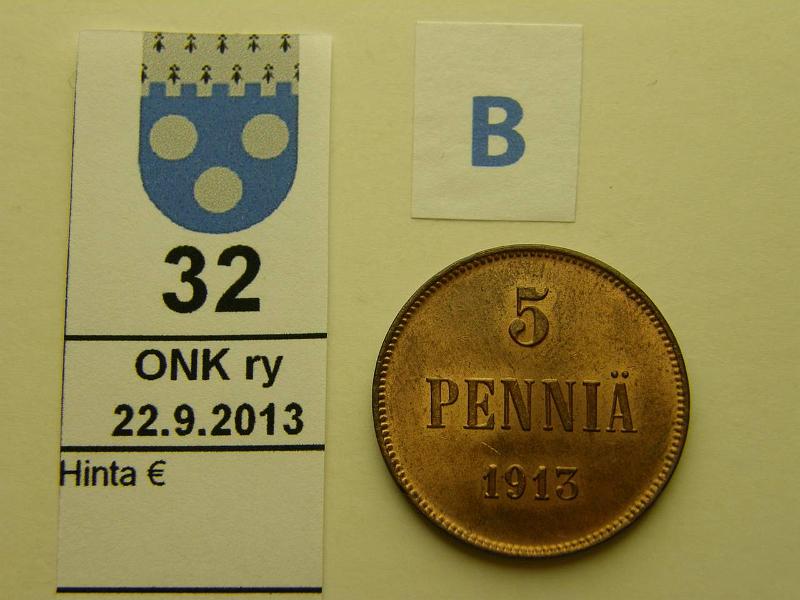 32
ONK ry
22.9.2013
Hinta €
B
5
PENNIÄ
1913